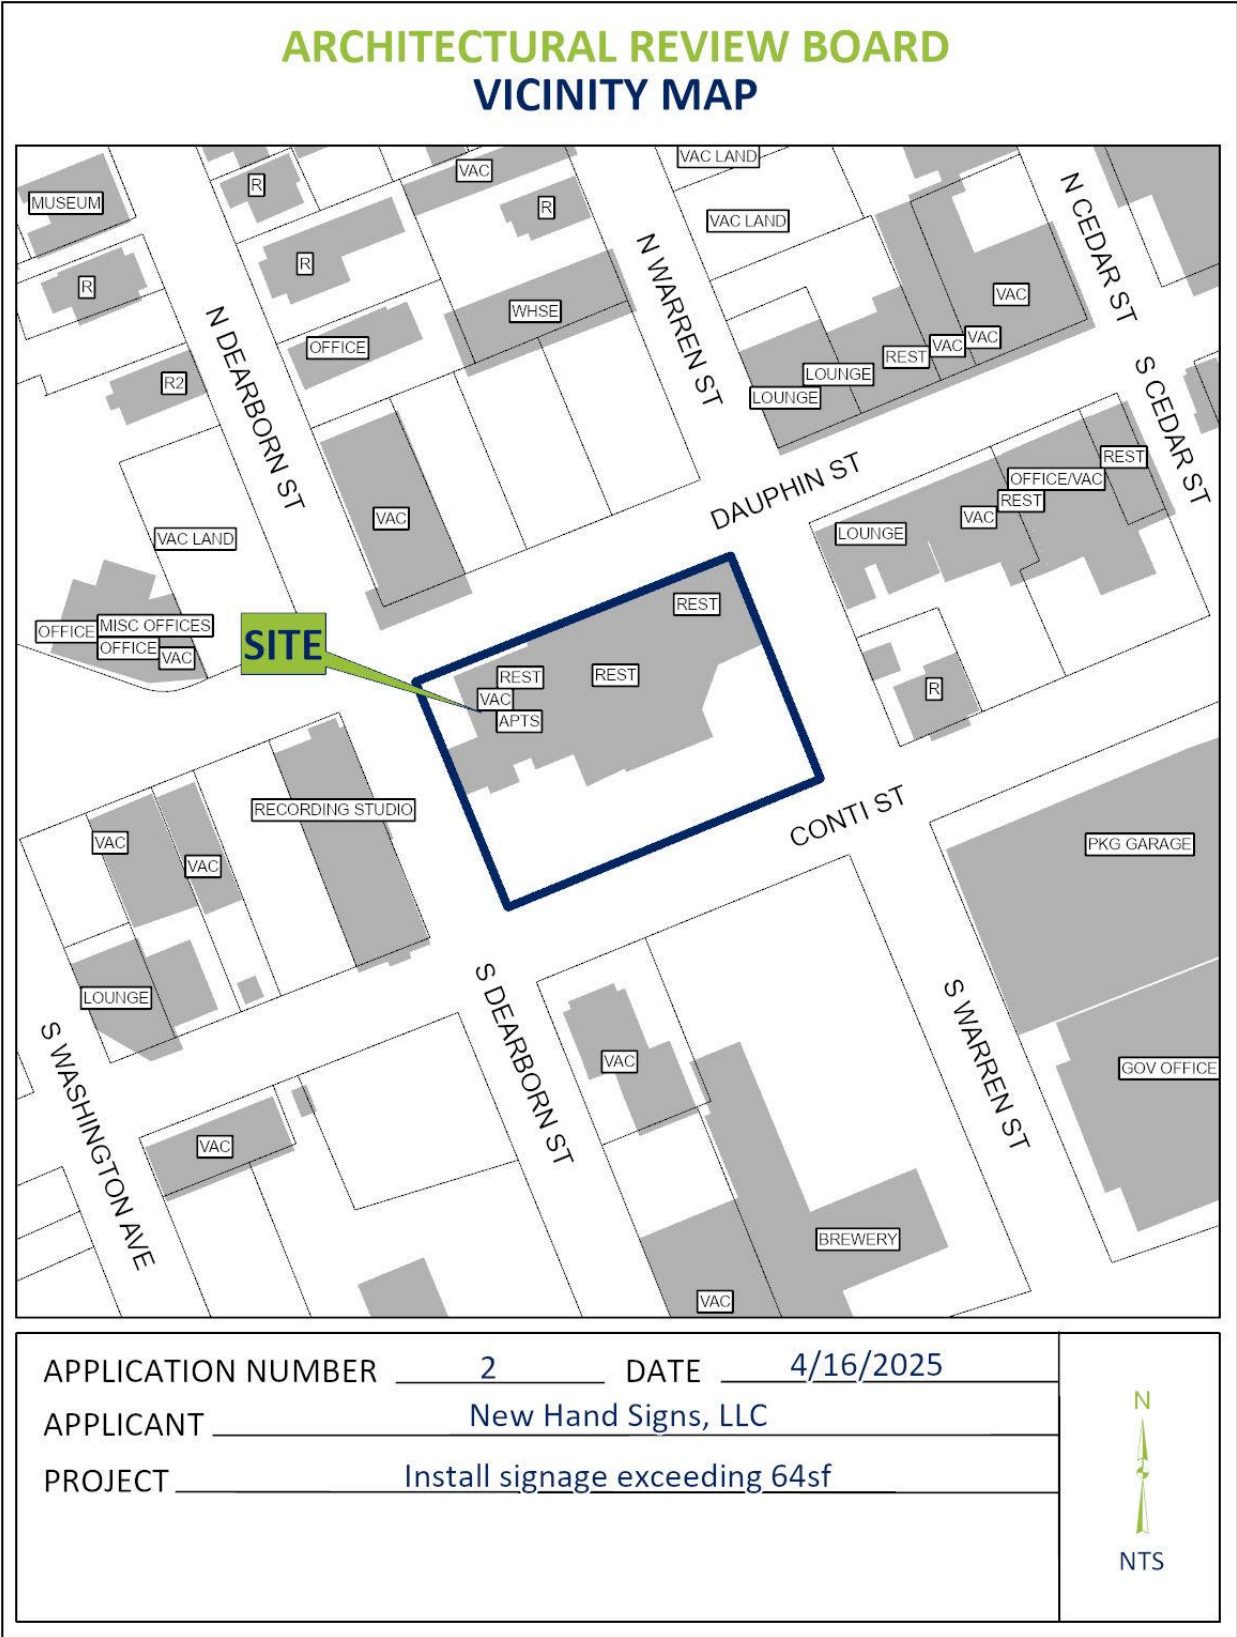 ARCHITECTURAL REVIEW BOARD
VICINITY MAP
VAC LAND
VAC
R
MUSEUM
R
VAC LAND
N CEDAR ST
R
R
N WARREN ST
VAC
WHSE
N DEARBORN ST
OFFICE
VAC
VAC
REST
LOUNGE
LOUNGE
R2
S CEDAR ST
REST
OFFICE/VAC
REST
VAC
DAUPHIN ST
LOUNGE
VAC
VAC LAND
REST
OFFICE
MISC OFFICES
OFFICE
VAC
SITE
REST
REST
VAC
APTS
R
RECORDING STUDIO
CONTI ST
VAC
VAC
PKG GARAGE
LOUNGE
S DEARBORN ST
S WARREN ST
S WASHINGTON AVE
VAC
GOV OFFICE
VAC
BREWERY
VAC
APPLICATION NUMBER 2 DATE 4/16/2025
APPLICANT New Hand Signs, LLC
PROJECT Install signage exceeding 64sf
N
NTS